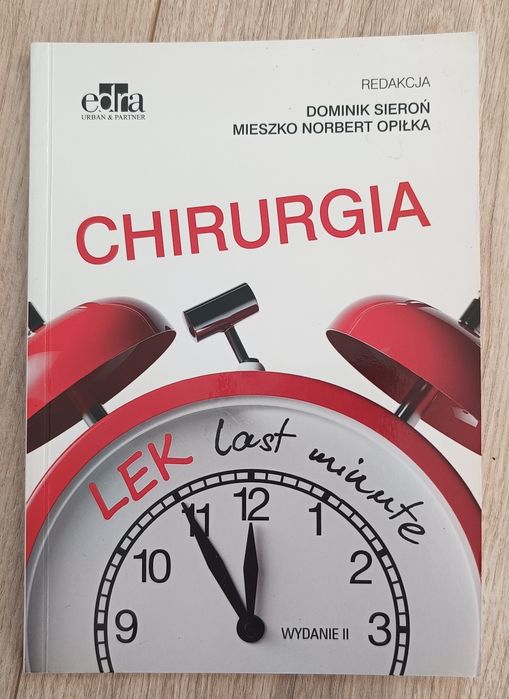 edra
URBAN & PARTNER
REDAKCJA
DOMINIK SIEROŃ
MIESZKO NORBERT OPIŁKA
CHIRURGIA
LEK last minute
11 12 1
10 2
9 3
WYDANIE II